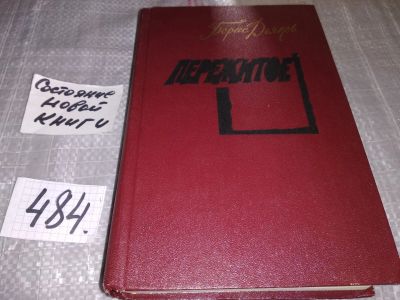 Состояние
новой
книги
484.
Борис Дьяков
ПЕРЕЖИТОЕ